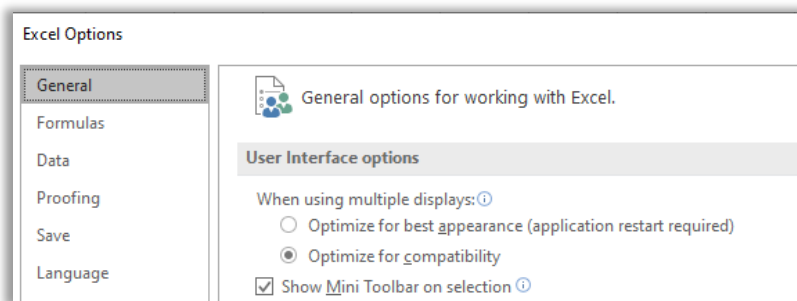 Excel Options
General
Formulas
Data
Proofing
Save
Language
General options for working with Excel.
User Interface options
When using multiple displays:
Optimize for best appearance (application restart required)
Optimize for compatibility
Show Mini Toolbar on selection